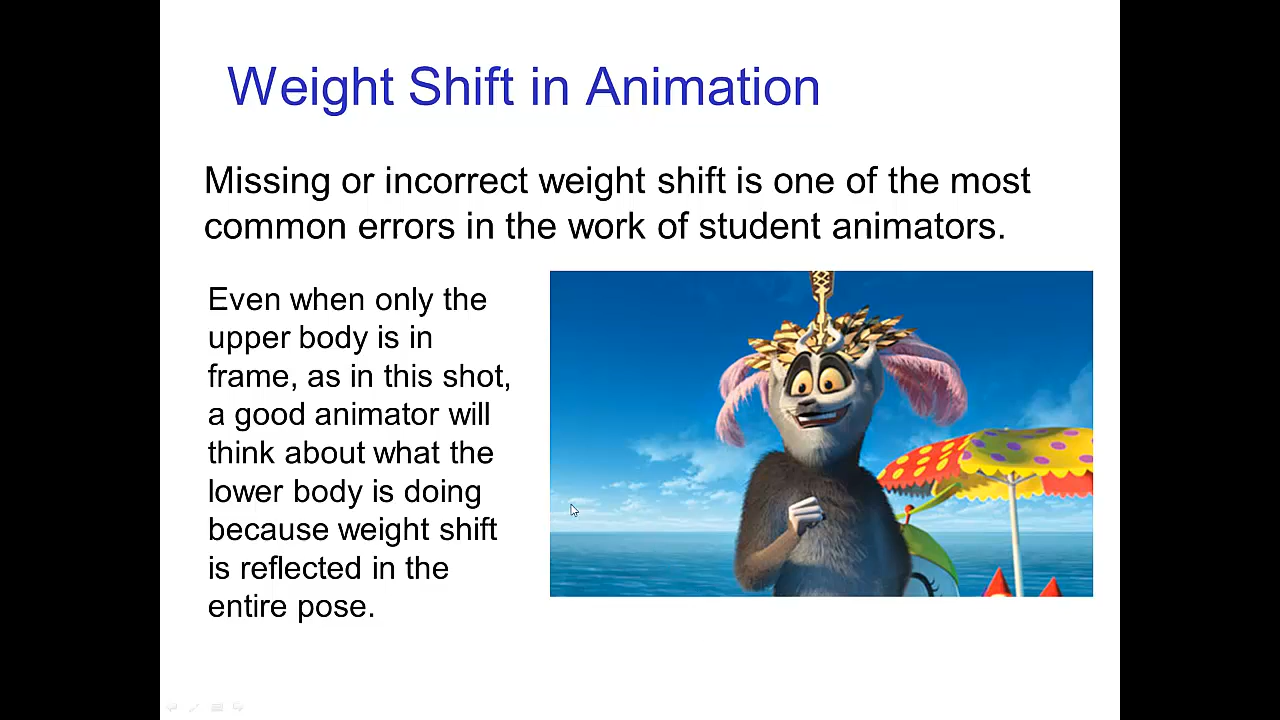 Weight Shift in Animation
Missing or incorrect weight shift is one of the most
common errors in the work of student animators.
Even when only the
upper body is in
frame, as in this shot,
a good animator will
think about what the
lower body is doing
because weight shift
is reflected in the
entire pose.